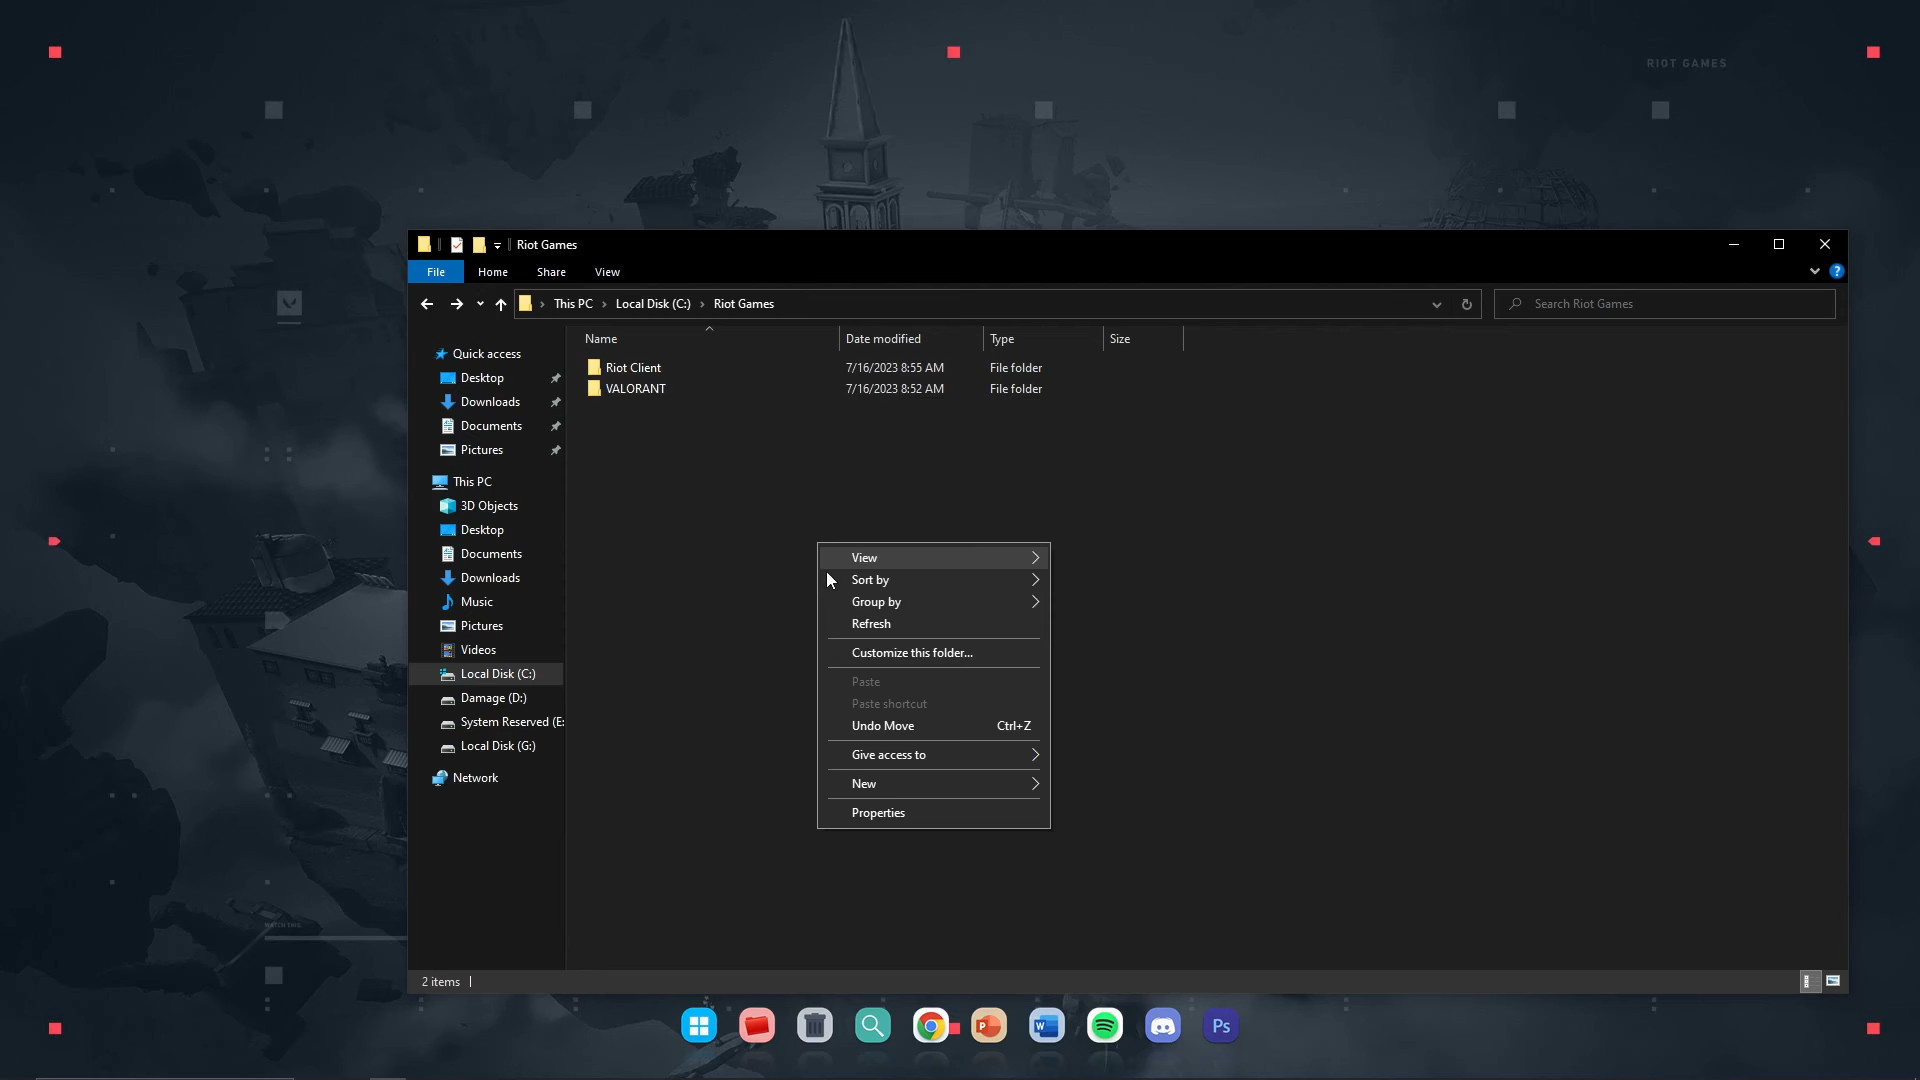 RIOT GAMES
Riot Games
File Home Share View
This PC Local Disk (C:) Riot Games
Search Riot Games
Name Date modified Type Size
Riot Client 7/16/2023 8:55 AM File folder
VALORANT 7/16/2023 8:52 AM File folder
Quick access
Desktop
Downloads
Documents
Pictures
This PC
3D Objects
Desktop
Documents
Downloads
Music
Pictures
Videos
Local Disk (C:)
Damage (D:)
System Reserved (E:
Local Disk (G:)
Network
View
Sort by
Group by
Refresh
Customize this folder...
Paste
Paste shortcut
Undo Move Ctrl+Z
Give access to
New
Properties
WATCH THIS
2 items
P
W
Ps